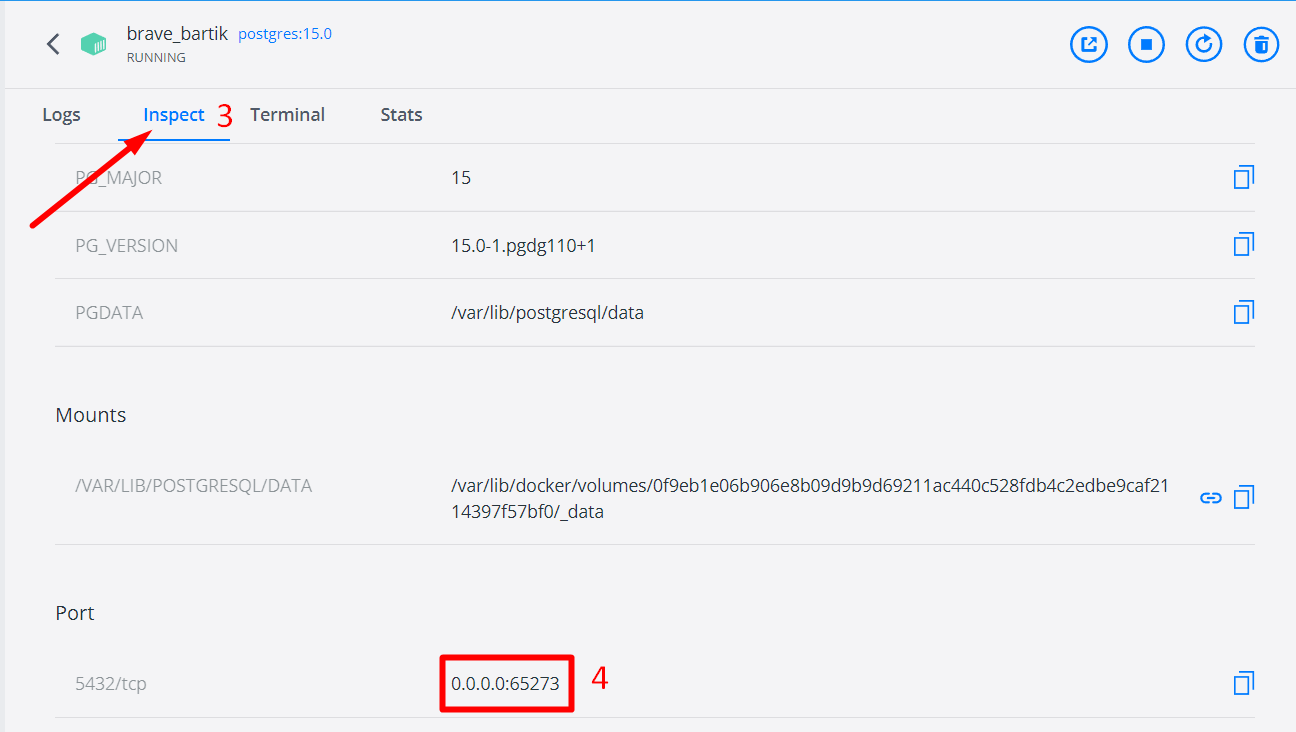 brave_bartik postgres:15.0
RUNNING
Logs Inspect 3 Terminal Stats
PG_MAJOR 15
PG_VERSION 15.0-1.pgdg110+1
PGDATA /var/lib/postgresql/data
Mounts
/VAR/LIB/POSTGRESQL/DATA /var/lib/docker/volumes/0f9eb1e06b906e8b09d9b9d69211ac440c528fdb4c2edbe9caf21
14397f57bf0/_data
Port
5432/tcp 0.0.0.0:65273 4